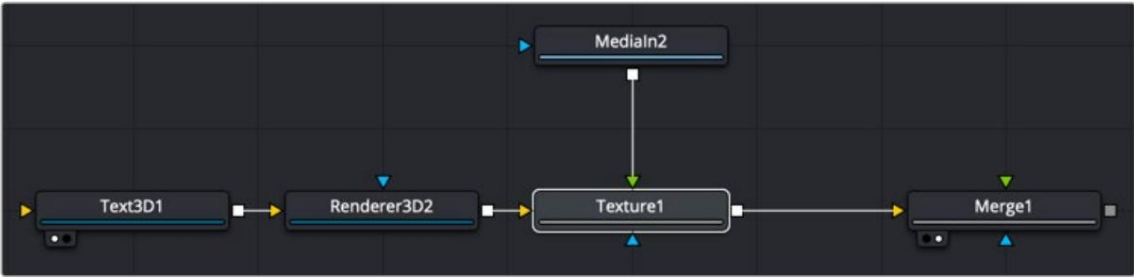 MediaIn2
Text3D1
Renderer3D2
Texture1
Merge1